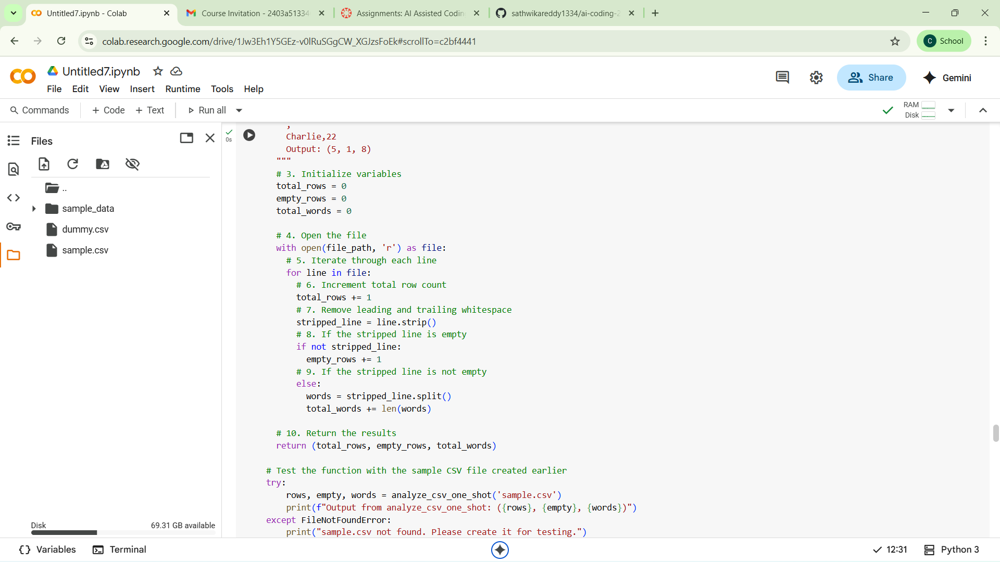 Untitled7.ipynb - Colab
Course Invitation - 2403a51334
Assignments: AI Assisted Codin
sathwikareddy1334/ai-coding-2
colab.research.google.com/drive/1Jw3Eh1Y5GEz-v0lRuSGgCW_XGJzsFoEk#scrollTo=c2bf4441
C School
Untitled7.ipynb
File Edit View Insert Runtime Tools Help
Share
Gemini
Commands + Code + Text Run all
RAM
Disk
Files
..
sample_data
dummy.csv
sample.csv
Disk 69.31 GB available
0s
,
Charlie,22
Output: (5, 1, 8)
"""
# 3. Initialize variables
total_rows = 0
empty_rows = 0
total_words = 0
# 4. Open the file
with open(file_path, 'r') as file:
# 5. Iterate through each line
for line in file:
# 6. Increment total row count
total_rows += 1
# 7. Remove leading and trailing whitespace
stripped_line = line.strip()
# 8. If the stripped line is empty
if not stripped_line:
empty_rows += 1
# 9. If the stripped line is not empty
else:
words = stripped_line.split()
total_words += len(words)
# 10. Return the results
return (total_rows, empty_rows, total_words)
# Test the function with the sample CSV file created earlier
try:
rows, empty, words = analyze_csv_one_shot('sample.csv')
print(f"Output from analyze_csv_one_shot: ({rows}, {empty}, {words})")
except FileNotFoundError:
print("sample.csv not found. Please create it for testing.")
{} Variables
Terminal
12:31
Python 3